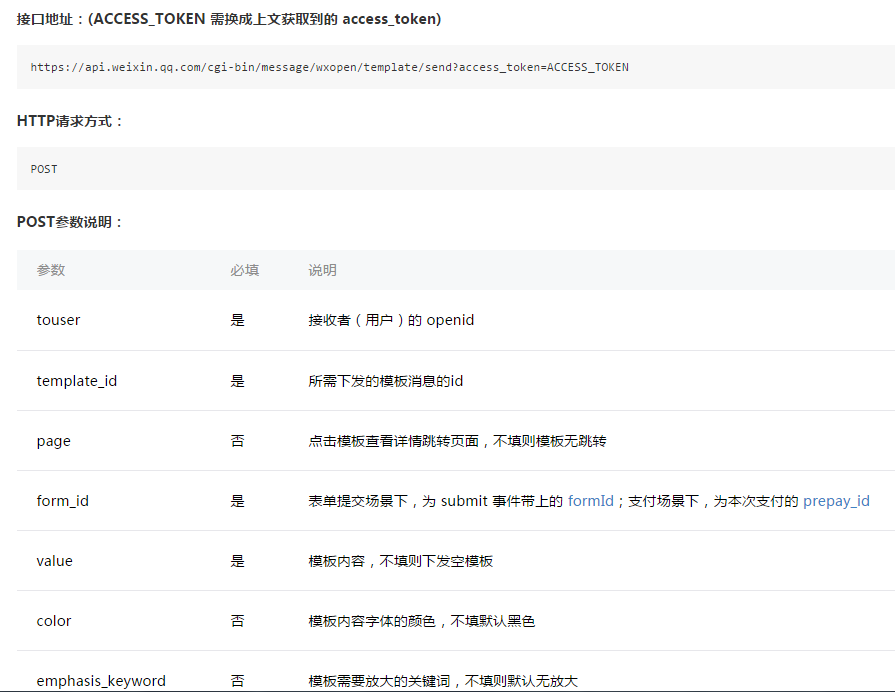 接口地址：(ACCESS_TOKEN 需换成上文获取到的 access_token)
https://api.weixin.qq.com/cgi-bin/message/wxopen/template/send?access_token=ACCESS_TOKEN
HTTP请求方式：
POST
POST参数说明：
参数 必填 说明
touser 是 接收者（用户）的 openid
template_id 是 所需下发的模板消息的id
page 否 点击模板查看详情跳转页面，不填则模板无跳转
form_id 是 表单提交场景下，为 submit 事件带上的 formId；支付场景下，为本次支付的 prepay_id
value 是 模板内容，不填则下发空模板
color 否 模板内容字体的颜色，不填默认黑色
emphasis_keyword 否 模板需要放大的关键词，不填则默认无放大